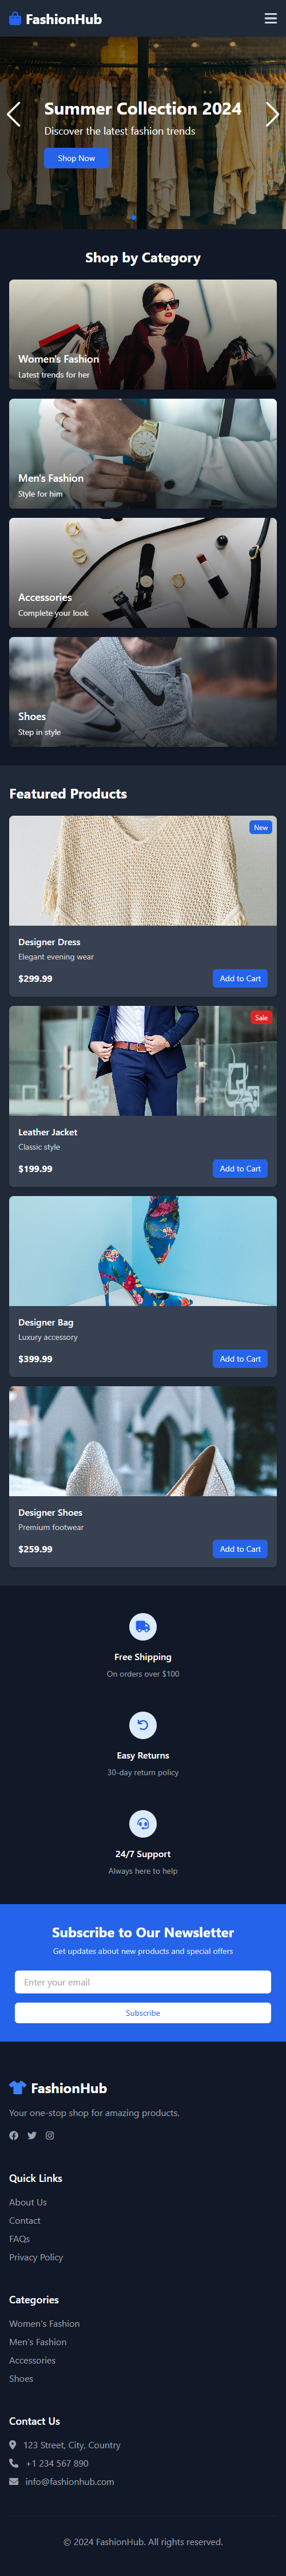 FashionHub
Summer Collection 2024
Discover the latest fashion trends
Shop Now
Shop by Category
Women's Fashion
Latest trends for her
Men's Fashion
Style for him
Accessories
Complete your look
Shoes
Step in style
Featured Products
New
Designer Dress
Elegant evening wear
$299.99
Add to Cart
Sale
Leather Jacket
Classic style
$199.99
Add to Cart
Designer Bag
Luxury accessory
$399.99
Add to Cart
Designer Shoes
Premium footwear
$259.99
Add to Cart
Free Shipping
On orders over $100
Easy Returns
30-day return policy
24/7 Support
Always here to help
Subscribe to Our Newsletter
Get updates about new products and special offers
Enter your email
Subscribe
FashionHub
Your one-stop shop for amazing products.
Quick Links
About Us
Contact
FAQs
Privacy Policy
Categories
Women's Fashion
Men's Fashion
Accessories
Shoes
Contact Us
123 Street, City, Country
+1 234 567 890
info@fashionhub.com
© 2024 FashionHub. All rights reserved.